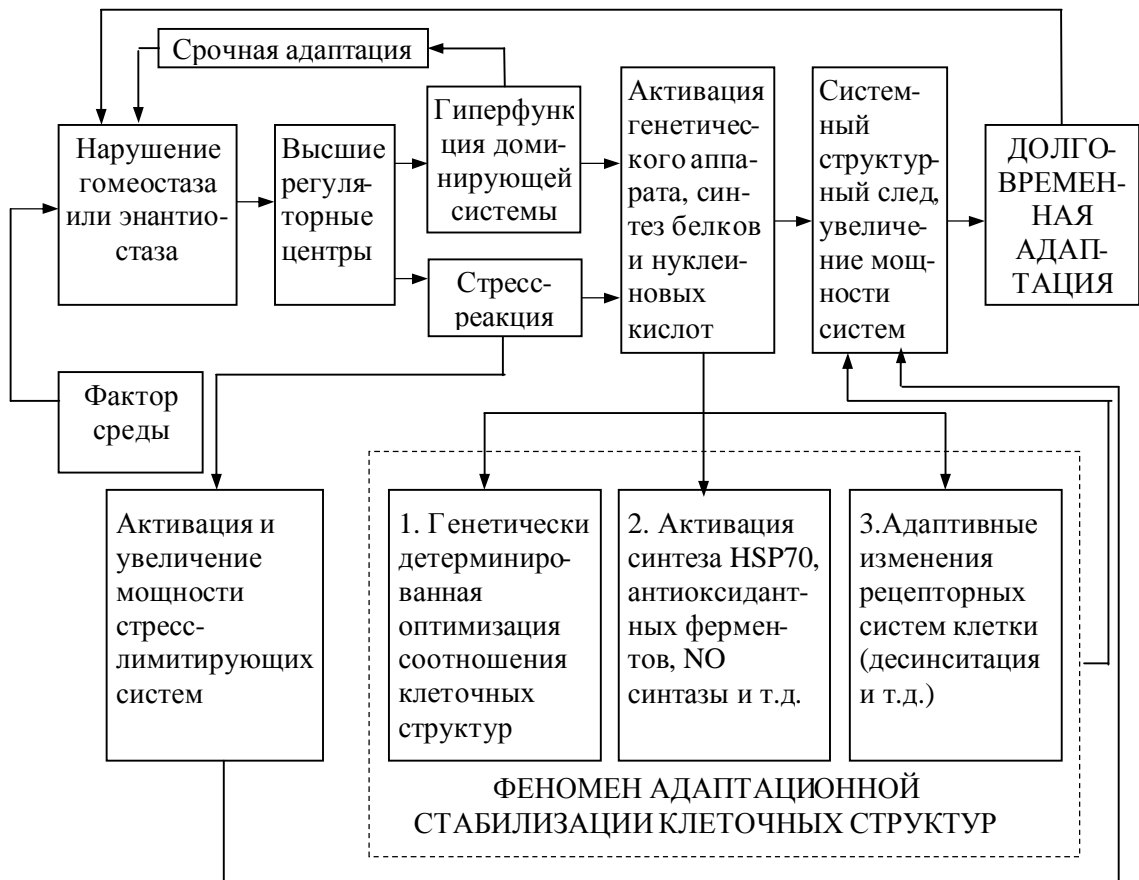 Срочная адаптация
Нарушение
гомеостаза
или энантио-
стаза
Высшие
регуля-
торные
центры
Гиперфунк
ция доми-
нирующей
системы
Стресс-
реакция
Активация
генетичес-
кого аппа-
рата, син-
тез белков
и нуклеи-
новых
кислот
Систем-
ный
структур-
рный след,
увеличе-
ние мощ-
ности
систем
ДОЛГО-
ВРЕМЕН-
НАЯ
АДАП-
ТАЦИЯ
Фактор
среды
Активация и
увеличение
мощности
стресс-
лимитирующих
систем
1. Генетически
детерминиро-
ванная
оптимизация
соотношения
клеточных
структур
2. Активация
синтеза HSP70,
антиоксидант-
ных фермен-
тов, NO
синтазы и т.д.
3.Адаптивные
изменения
рецепторных
систем клетки
(десинситация
и т.д.)
ФЕНОМЕН АДАПТАЦИОННОЙ
СТАБИЛИЗАЦИИ КЛЕТОЧНЫХ СТРУКТУР